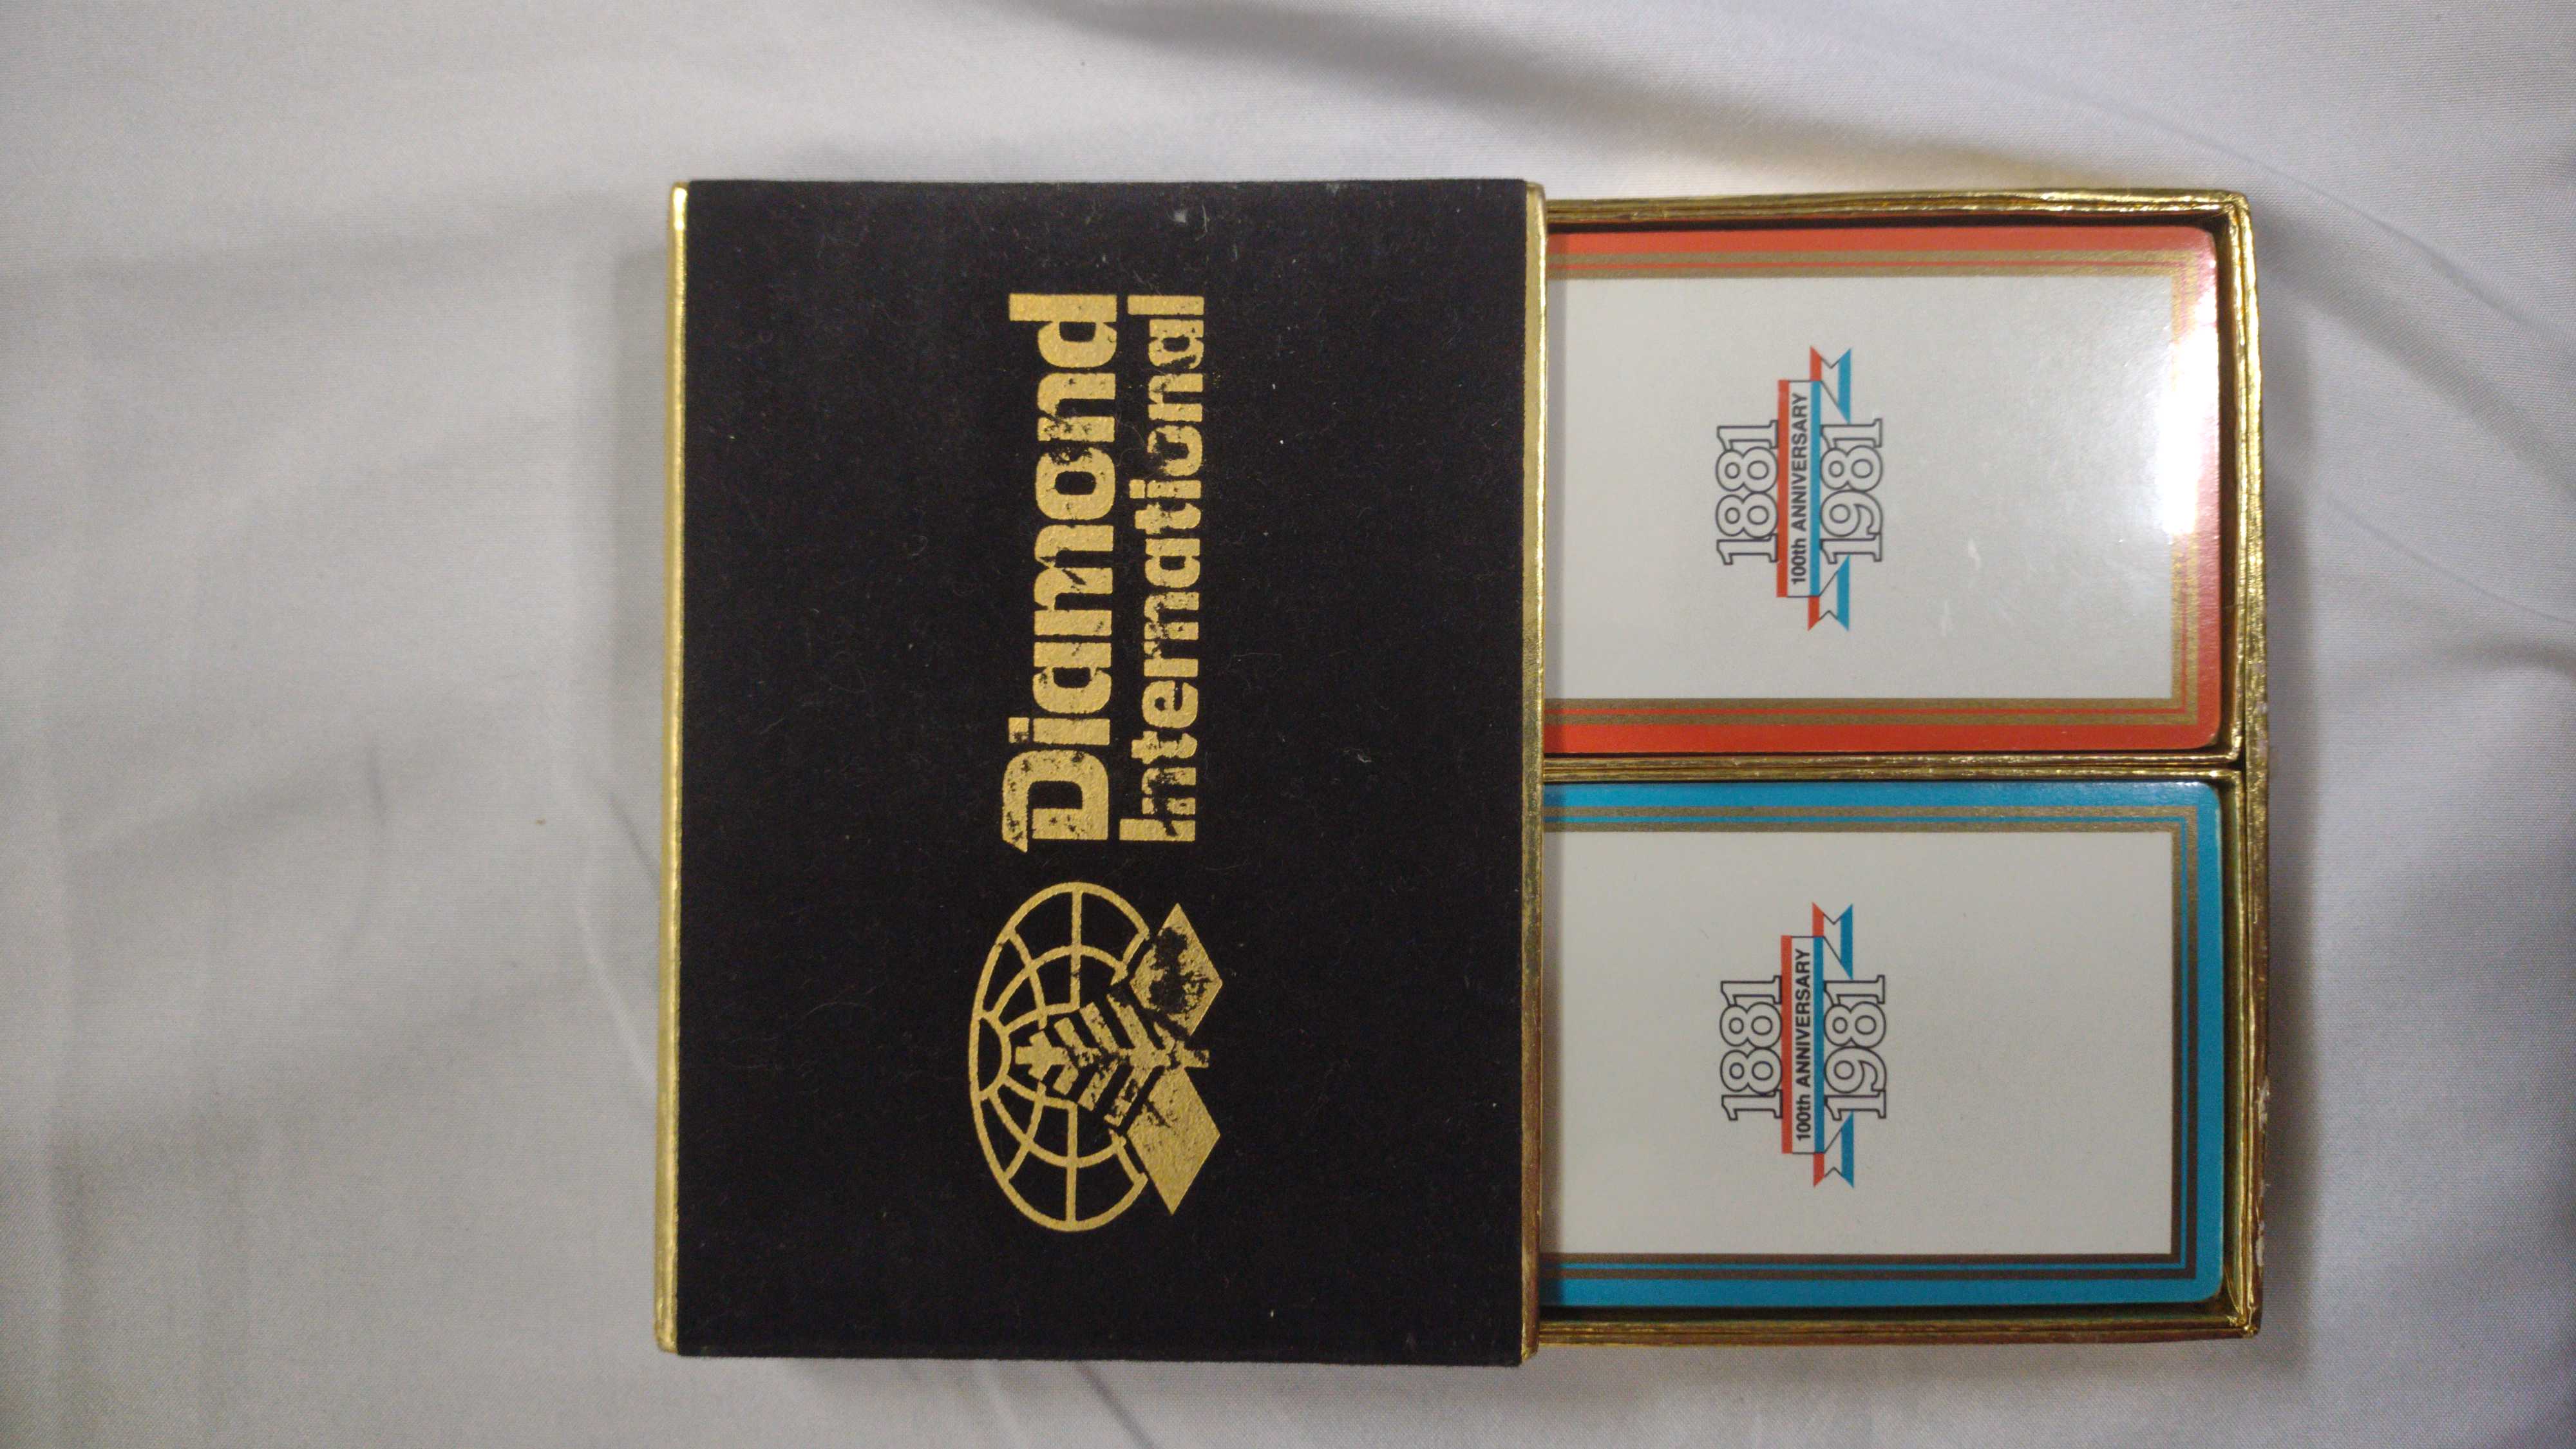 Diamond
International
1881
100th ANNIVERSARY
1981
1881
100th ANNIVERSARY
1981